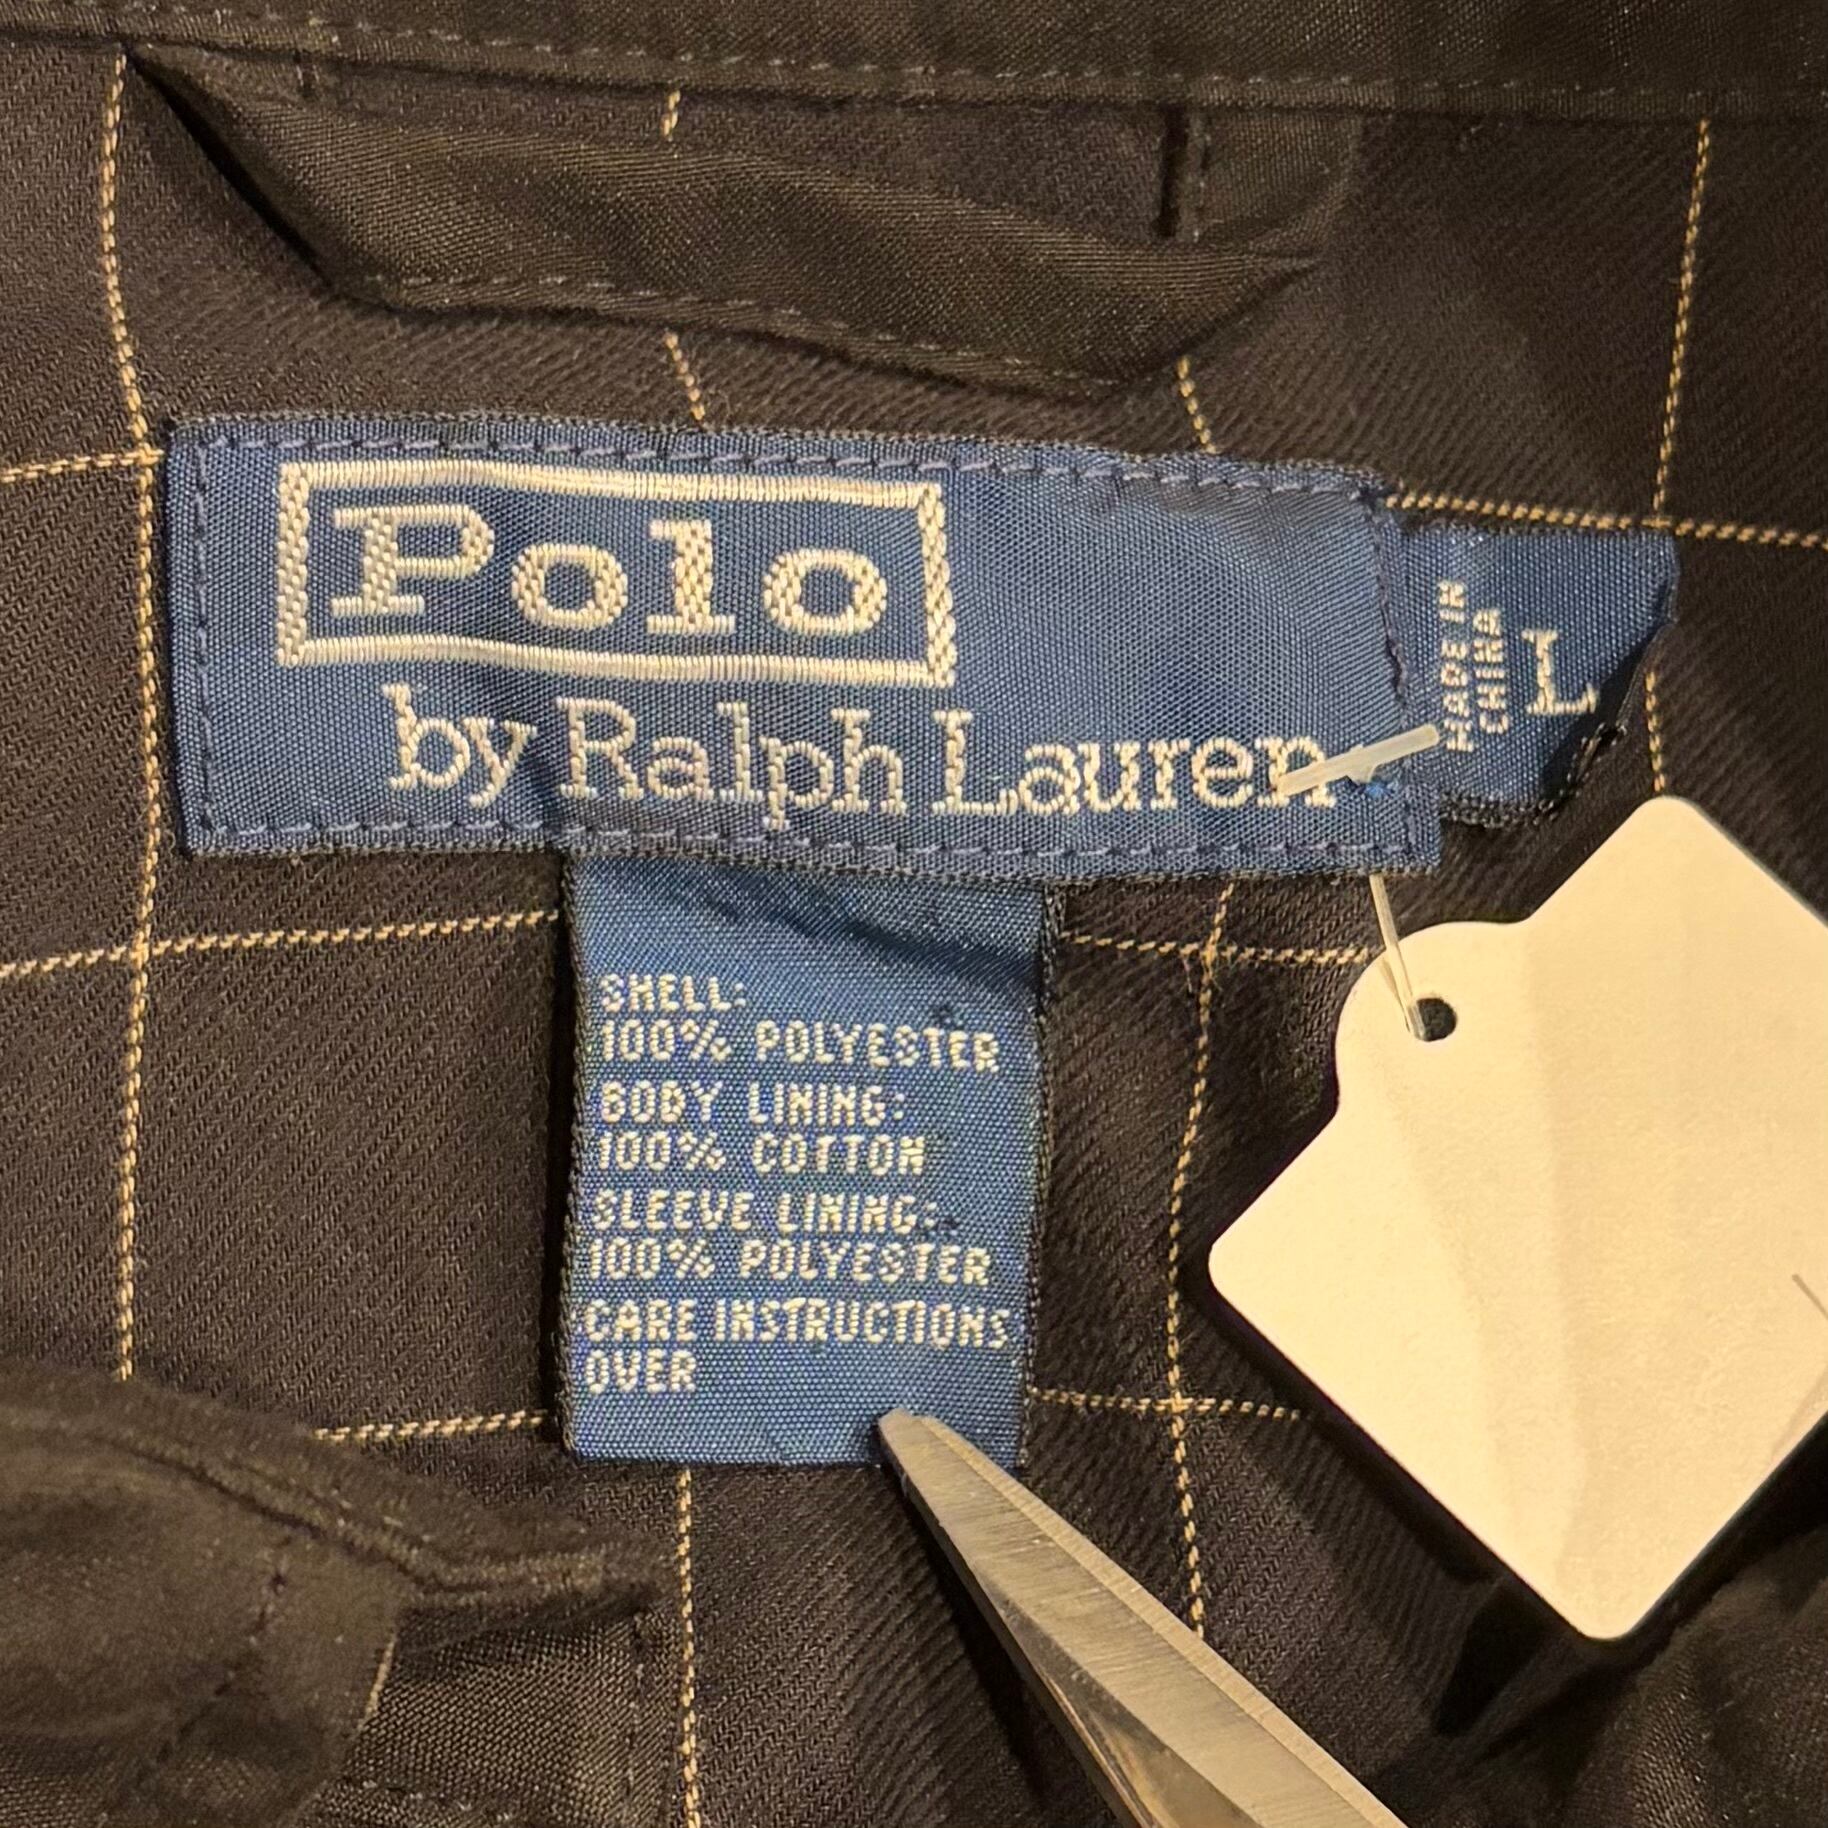 Polo
by Ralph Lauren
MADE IN
CHINA
L
SHELL:
100% POLYESTER
BODY LINING:
100% COTTON
SLEEVE LINING:
100% POLYESTER
CARE INSTRUCTIONS
OVER